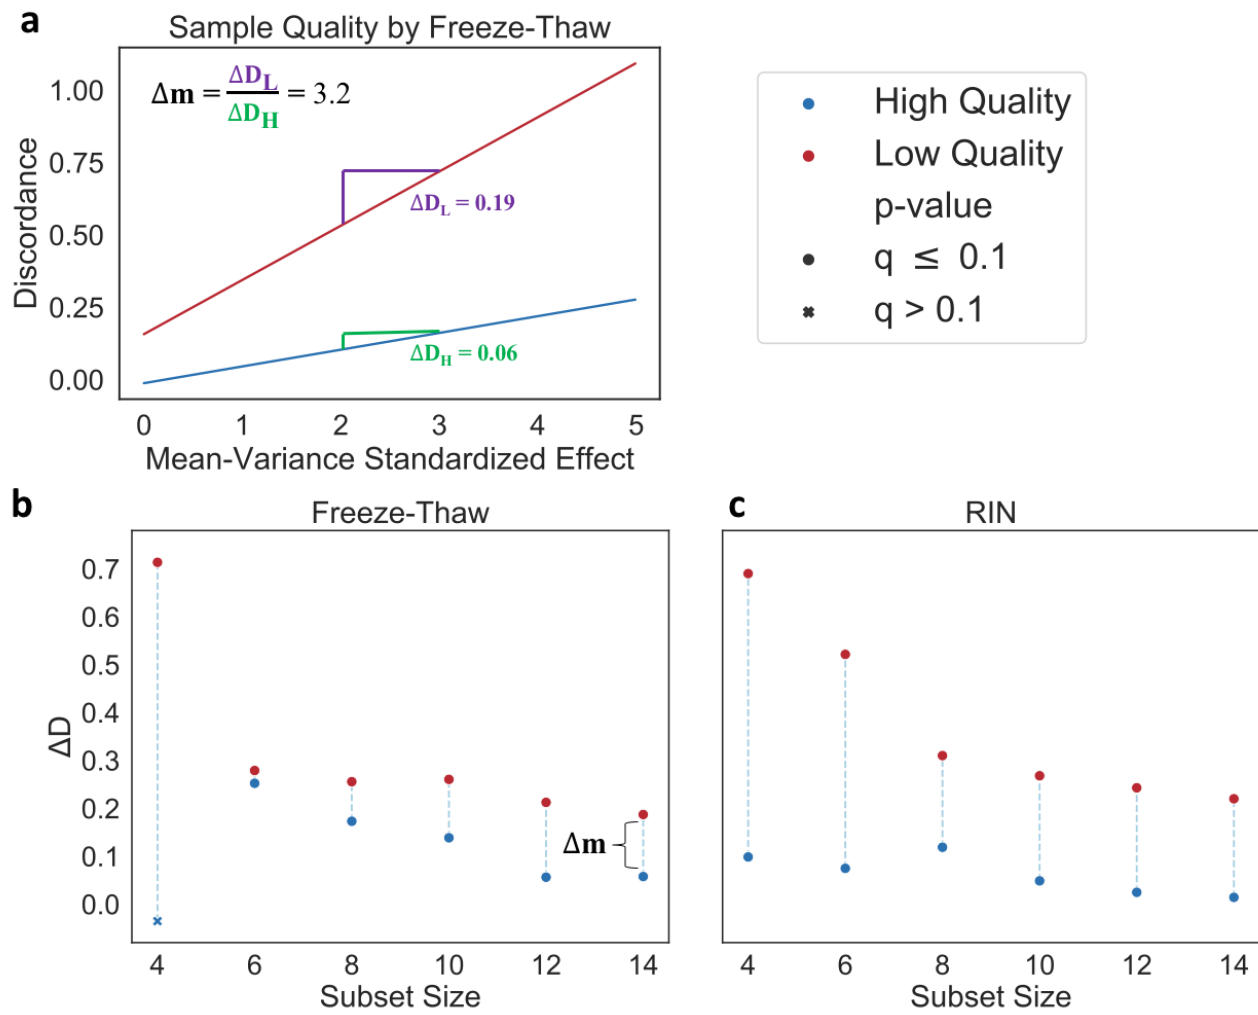 a
Sample Quality by Freeze-Thaw
Δm = ΔD_L / ΔD_H = 3.2
1.00
0.75
0.50
0.25
0.00
Discordance
ΔD_L = 0.19
ΔD_H = 0.06
0 1 2 3 4 5
Mean-Variance Standardized Effect
High Quality
Low Quality
p-value
q ≤ 0.1
q > 0.1
b
Freeze-Thaw
0.7
0.6
0.5
0.4
0.3
0.2
0.1
0.0
ΔD
Δm
4 6 8 10 12 14
Subset Size
c
RIN
4 6 8 10 12 14
Subset Size